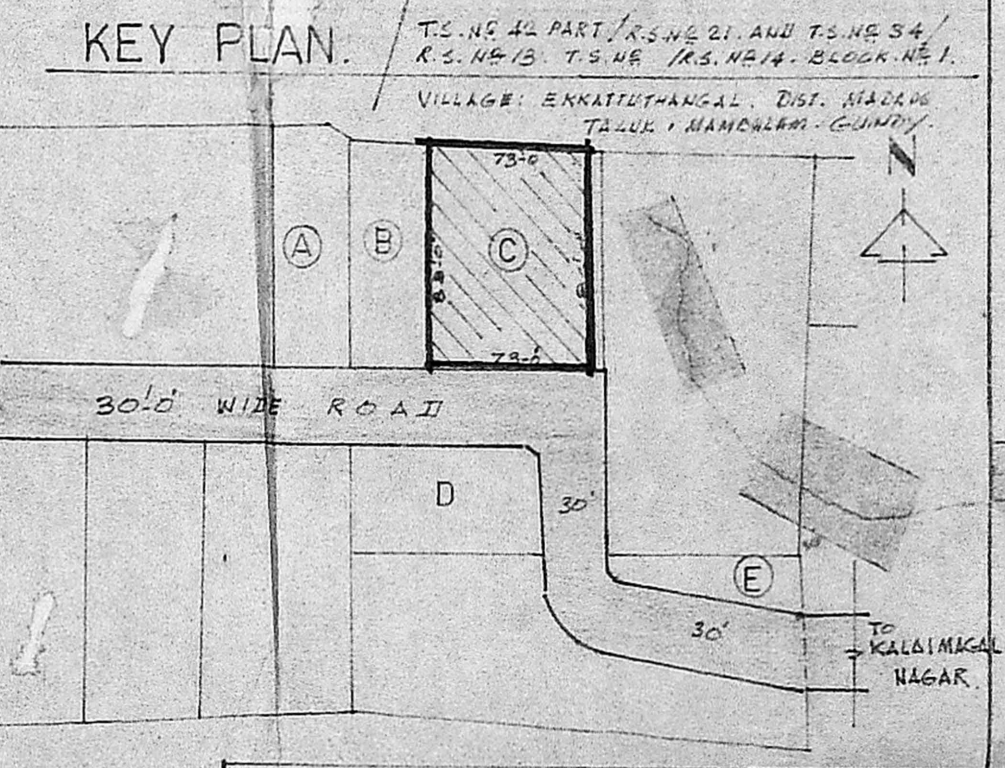 KEY PLAN.
T.S. Nº 42 PART / R.S. Nº 21. AND T.S. Nº 34 /
R.S. Nº 13. T.S. Nº /R.S. Nº 14. BLOCK. Nº 1.
VILLAGE: EKKATTUTHANGAL. DIST. MADRAS
TALUK: MAMBALAM-GUINDY.
N
73-0
A
B
C
73-0
30'-0" WIDE ROAD
D
30'
E
30'
TO
KALAIMAGAL
NAGAR.